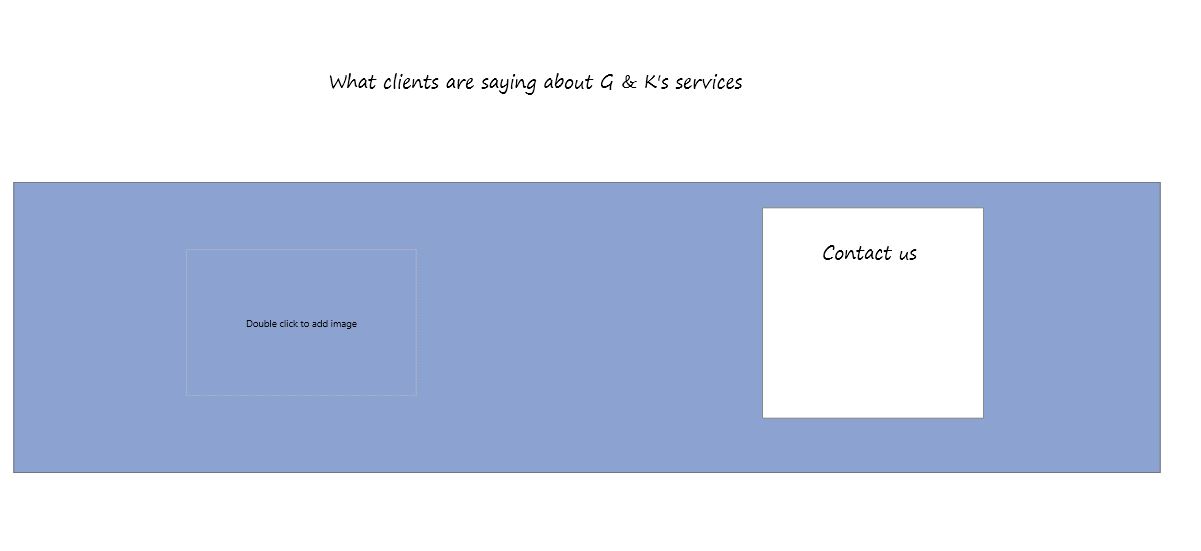 What clients are saying about G & K's services
Contact us
Double click to add image